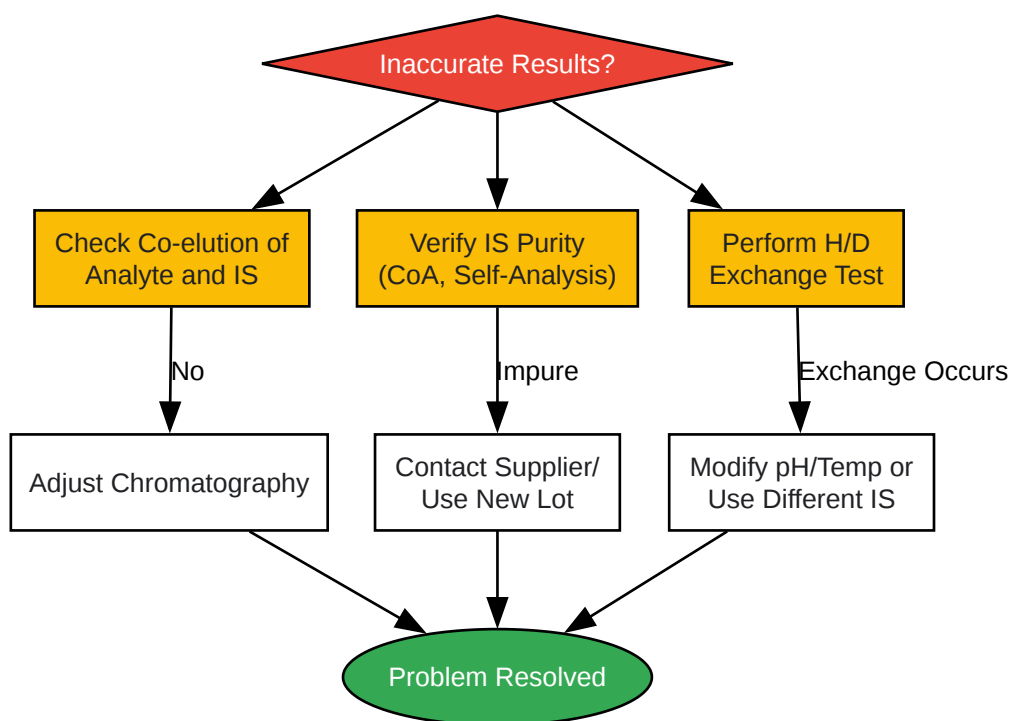 Inaccurate Results?
Check Co-elution of
Analyte and IS
Verify IS Purity
(CoA, Self-Analysis)
Perform H/D
Exchange Test
No
Impure
Exchange Occurs
Adjust Chromatography
Contact Supplier/
Use New Lot
Modify pH/Temp or
Use Different IS
Problem Resolved